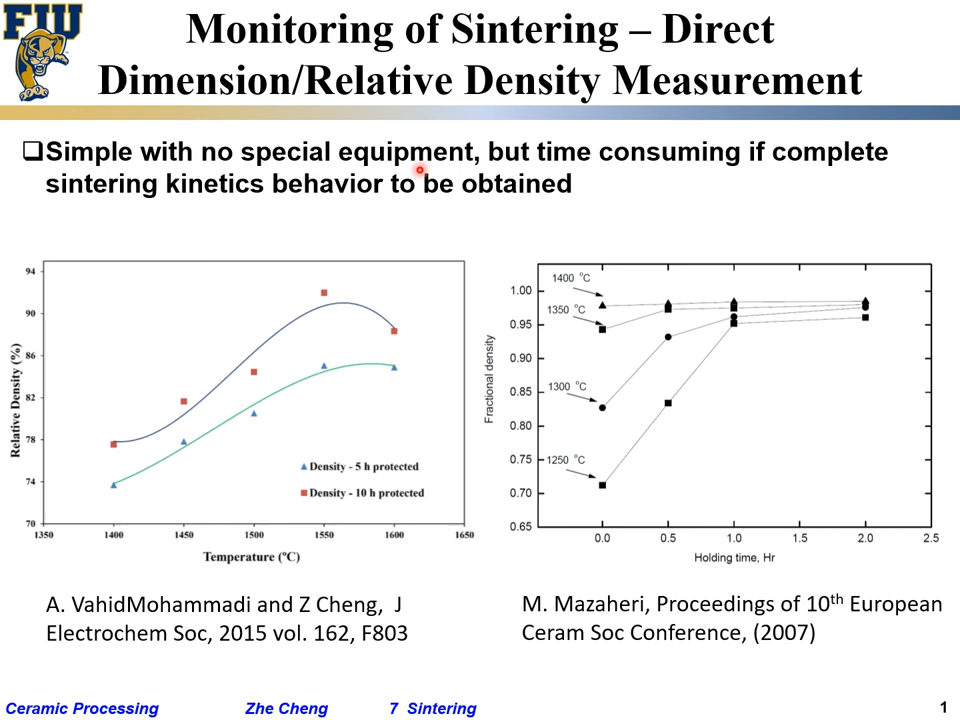 FIU
Monitoring of Sintering – Direct
Dimension/Relative Density Measurement
❑Simple with no special equipment, but time consuming if complete
sintering kinetics behavior to be obtained
Relative Density (%)
94
90
86
82
78
74
70
1350 1400 1450 1500 1550 1600 1650
Temperature (ºC)
Density - 5 h protected
Density - 10 h protected
Fractional density
1.00
0.95
0.90
0.85
0.80
0.75
0.70
0.65
1400 °C
1350 °C
1300 °C
1250 °C
0.0 0.5 1.0 1.5 2.0 2.5
Holding time, Hr
A. VahidMohammadi and Z Cheng, J
Electrochem Soc, 2015 vol. 162, F803
M. Mazaheri, Proceedings of 10th European
Ceram Soc Conference, (2007)
Ceramic Processing Zhe Cheng 7 Sintering 1